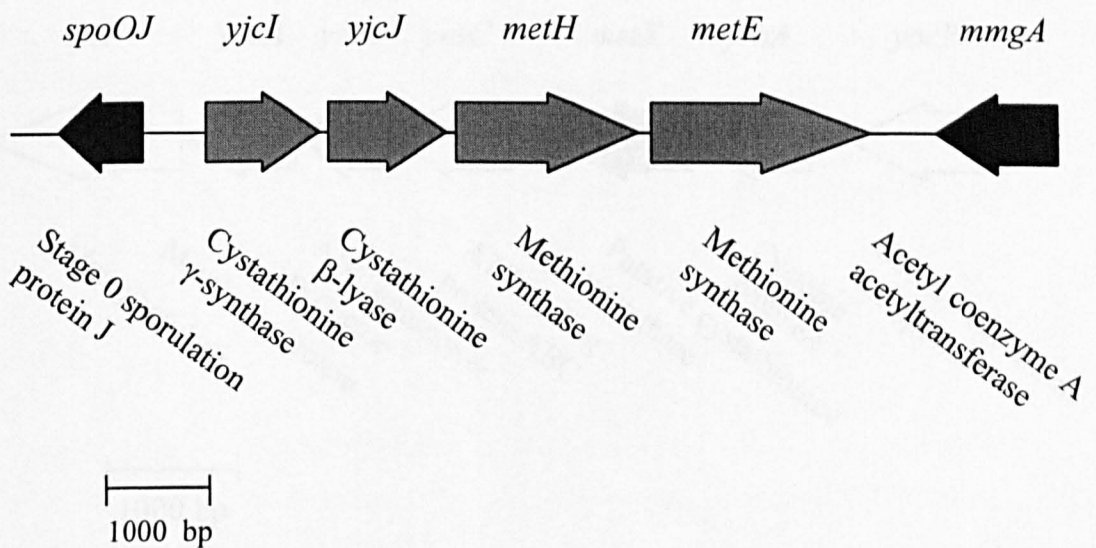 spoOJ yjcI yjcJ metH metE mmgA
Stage 0 sporulation
protein J
Cystathionine
γ-synthase
Cystathionine
β-lyase
Methionine
synthase
Methionine
synthase
Acetyl coenzyme A
acetyltransferase
1000 bp